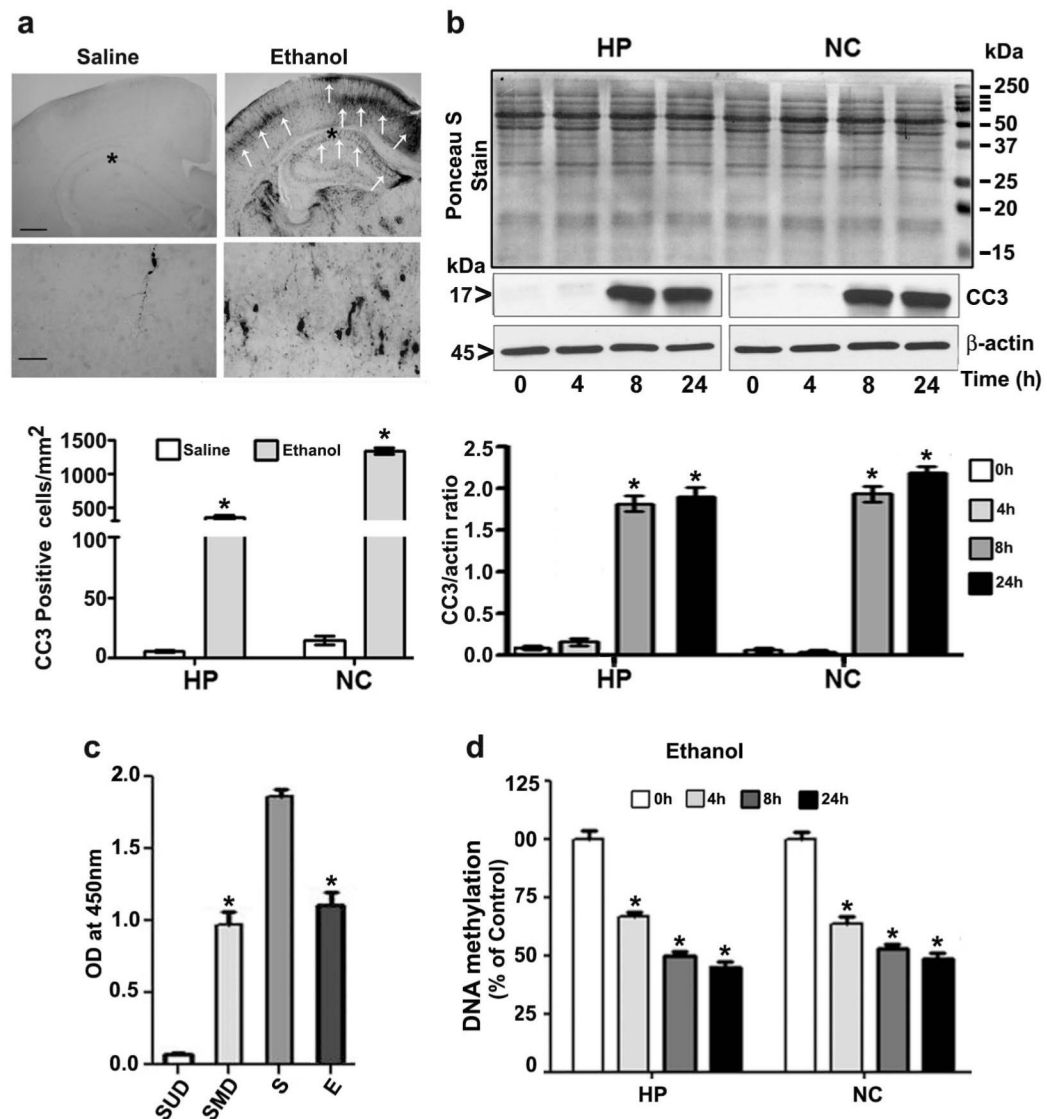 a
Saline Ethanol
*
*
CC3 Positive cells/mm²
1500
1000
500
100
50
0
Saline Ethanol
*
*
HP NC
b
HP NC kDa
Ponceau S
Stain
250
50
37
25
20
15
kDa
17> CC3
45> β-actin
0 4 8 24 0 4 8 24 Time (h)
CC3/actin ratio
2.5
2.0
1.5
1.0
0.5
0.0
* * * *
0h
4h
8h
24h
HP NC
c
OD at 450nm
2.0
1.0
0.5
0.0
* *
SUD SMD S E
1.0
d
Ethanol
DNA methylation
(% of Control)
125
00
75
50
25
0
0h 4h 8h 24h
* * * * * *
HP NC